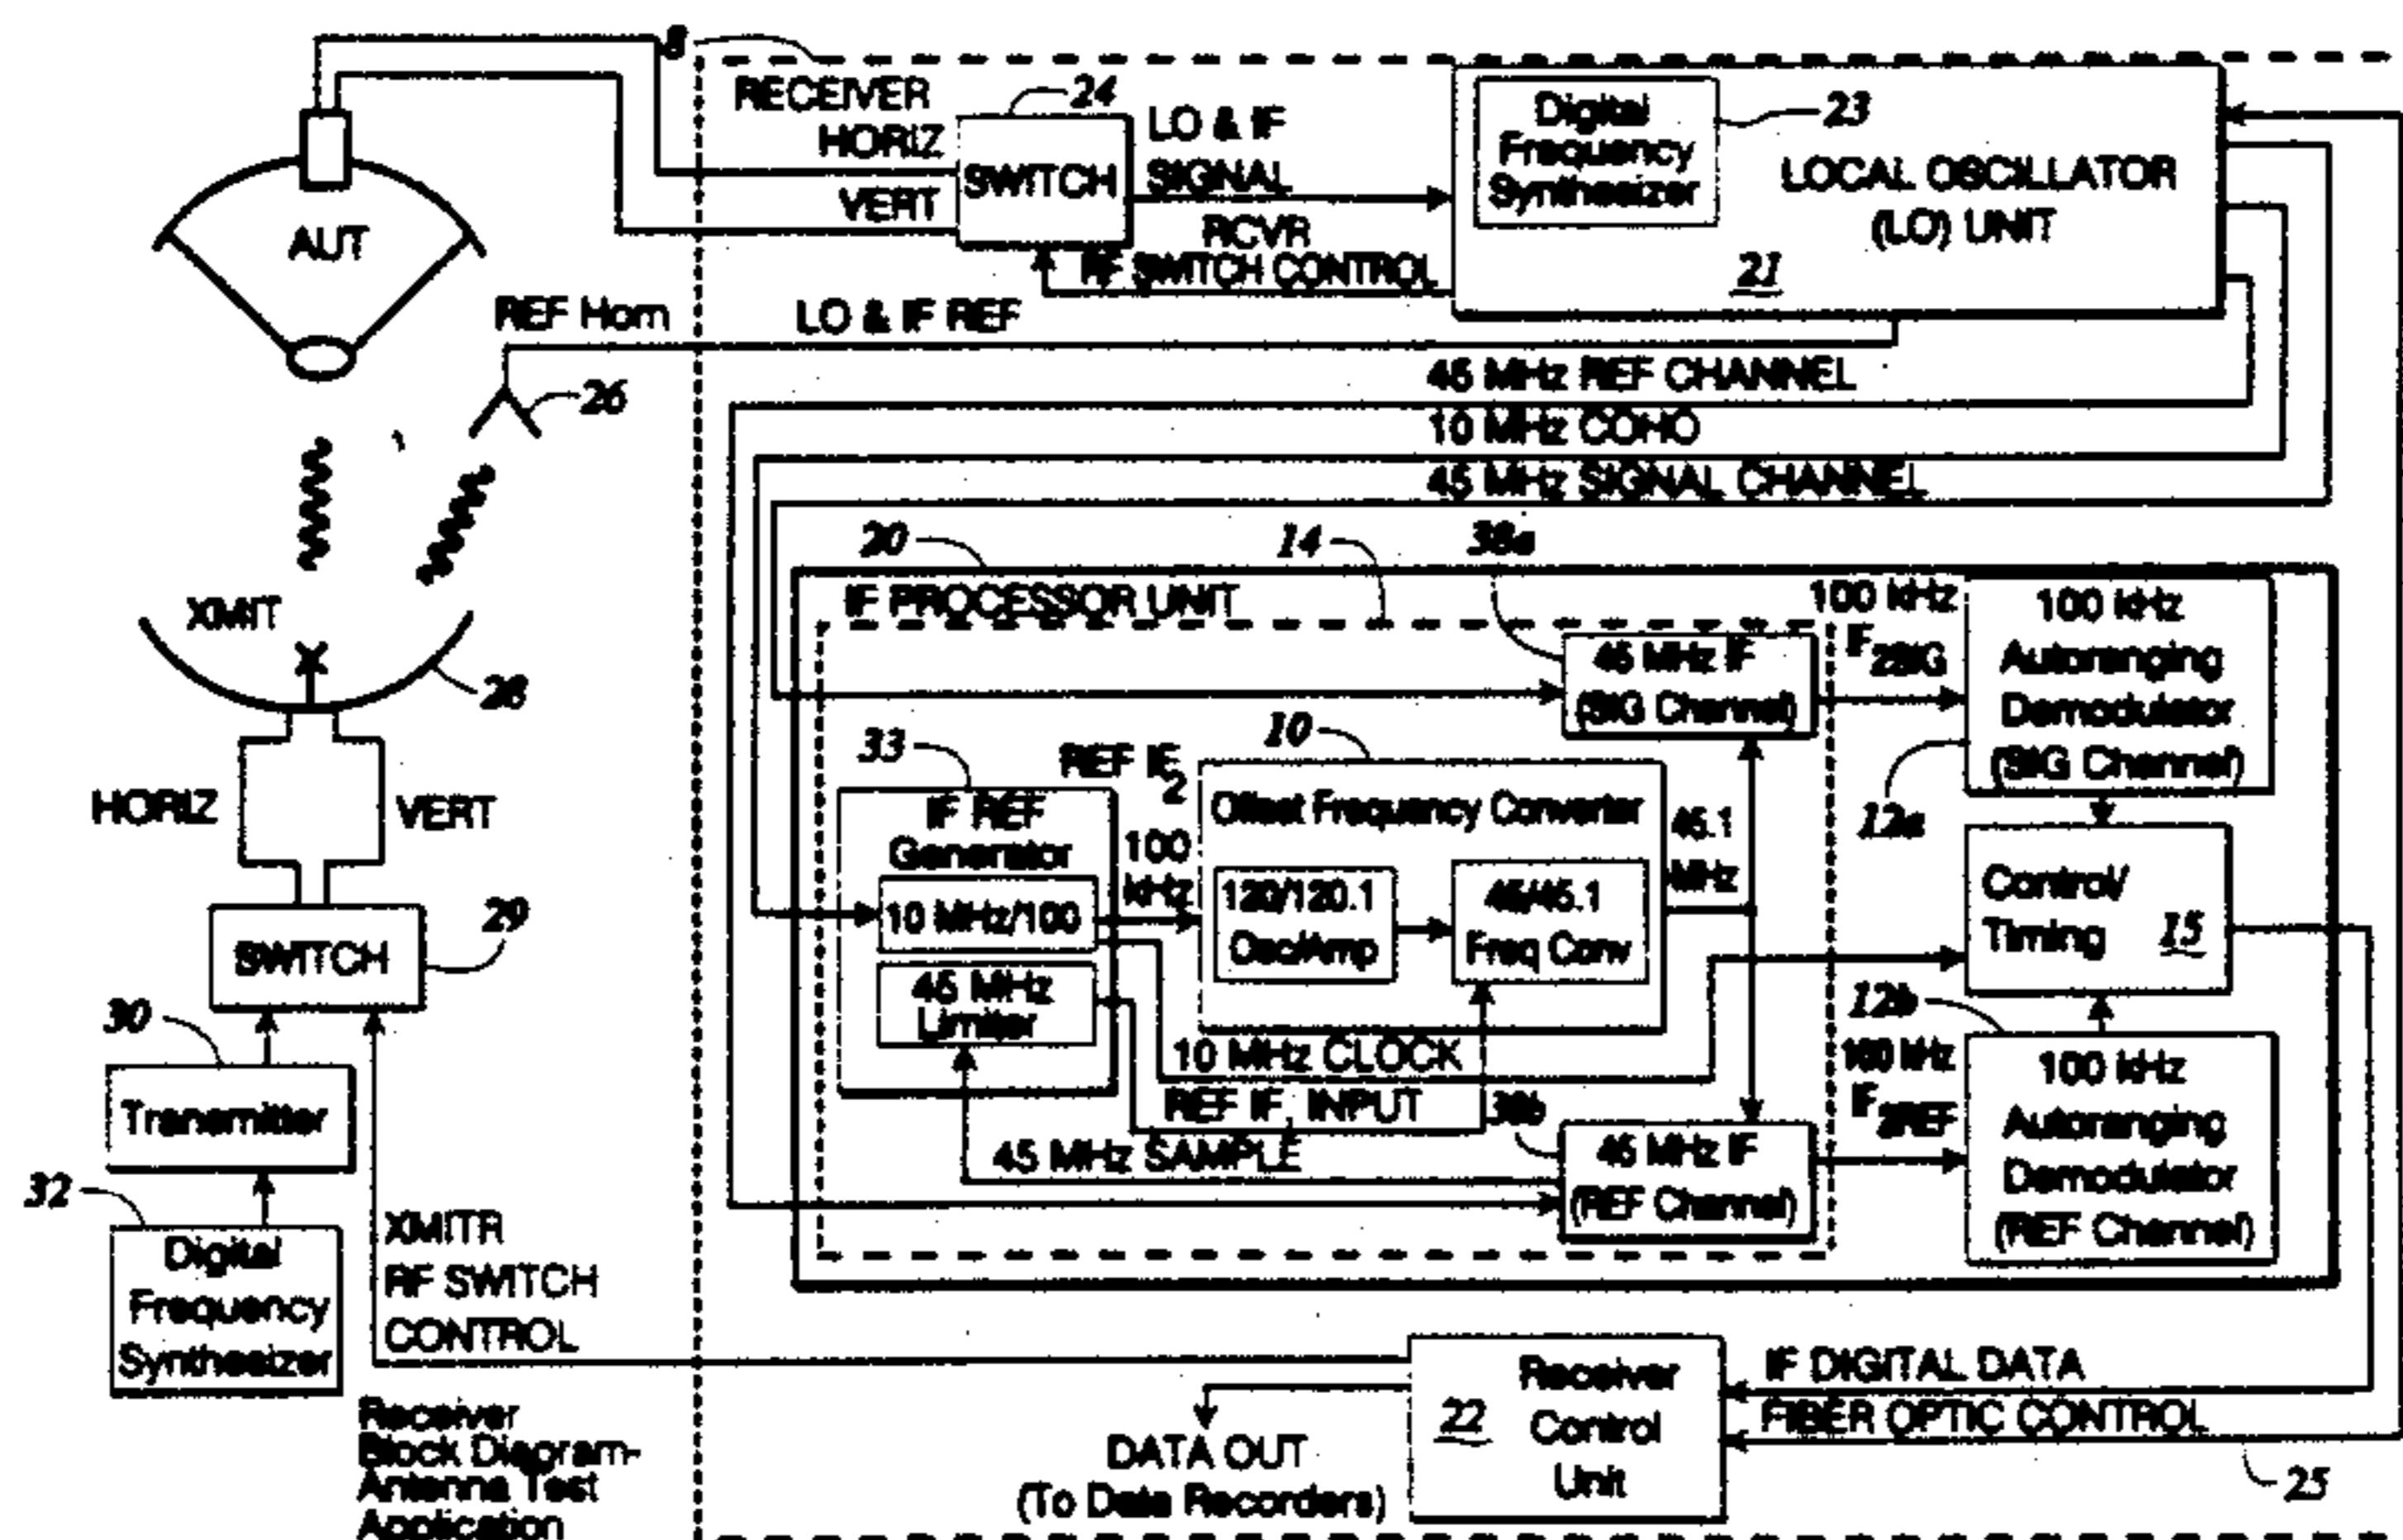 8
RECEIVER
HORIZ
VERT
24
SWITCH
LO & IF
SIGNAL
RCVR
RF SWITCH CONTROL
Digital
Frequency
Synthesizer
23
LOCAL OSCILLATOR
(LO) UNIT
21
AUT
REF Horn
LO & IF REF
26
45 MHz REF CHANNEL
10 MHz COHO
45 MHz SIGNAL CHANNEL
XMIT
28
HORIZ
VERT
SWITCH
29
30
Transmitter
32
Digital
Frequency
Synthesizer
XMITR
RF SWITCH
CONTROL
20
14
38a
IF PROCESSOR UNIT
45 MHz IF
(SIG Channel)
100 kHz
IF 2SIG
100 kHz
Autoranging
Demodulator
(SIG Channel)
12a
33
IF REF
Generator
10 MHz/100
45 MHz
Limiter
REF IF 2
100
kHz
10
Offset Frequency Converter
120/120.1
Osc/Amp
45/45.1
Freq Conv
45.1
MHz
Control/
Timing
15
10 MHz CLOCK
REF IF, INPUT
45 MHz SAMPLE
38b
45 MHz IF
(REF Channel)
12b
100 kHz
IF 2REF
100 kHz
Autoranging
Demodulator
(REF Channel)
22
Receiver
Control
Unit
IF DIGITAL DATA
FIBER OPTIC CONTROL
25
DATA OUT
(To Data Recorders)
Receiver
Block Diagram-
Antenna Test
Application